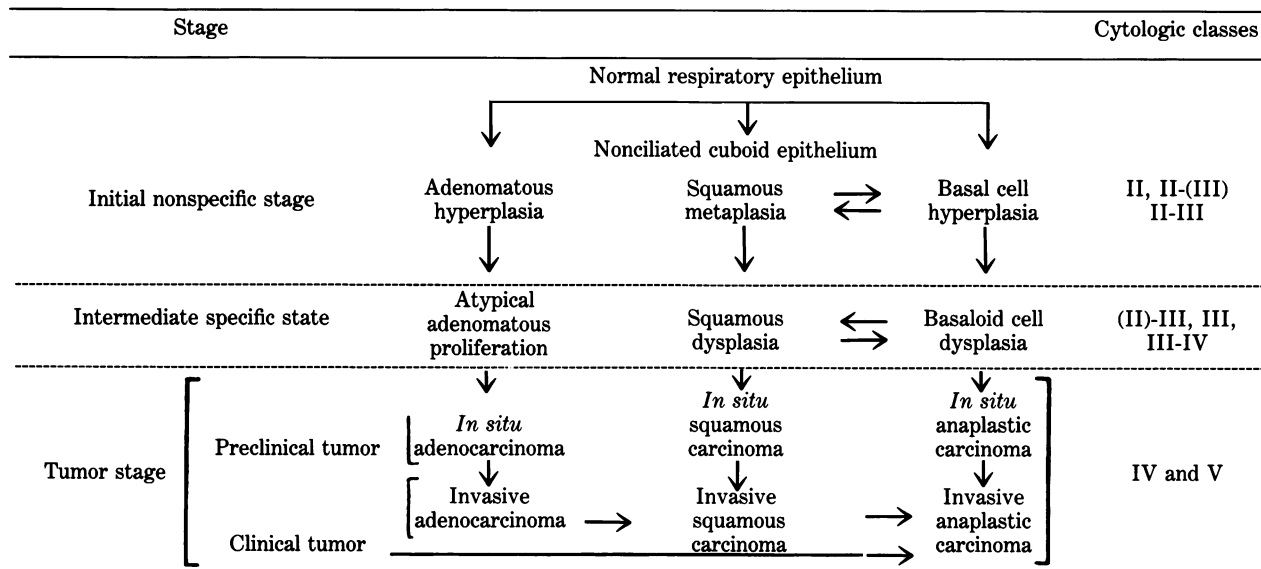 Stage Cytologic classes
Normal respiratory epithelium
Nonciliated cuboid epithelium
Initial nonspecific stage
Adenomatous
hyperplasia
Squamous
metaplasia
Basal cell
hyperplasia
II, II-(III)
II-III
Intermediate specific state
Atypical
adenomatous
proliferation
Squamous
dysplasia
Basaloid cell
dysplasia
(II)-III, III,
III-IV
Tumor stage
Preclinical tumor
In situ
adenocarcinoma
In situ
squamous
carcinoma
In situ
anaplastic
carcinoma
IV and V
Clinical tumor
Invasive
adenocarcinoma
Invasive
squamous
carcinoma
Invasive
anaplastic
carcinoma